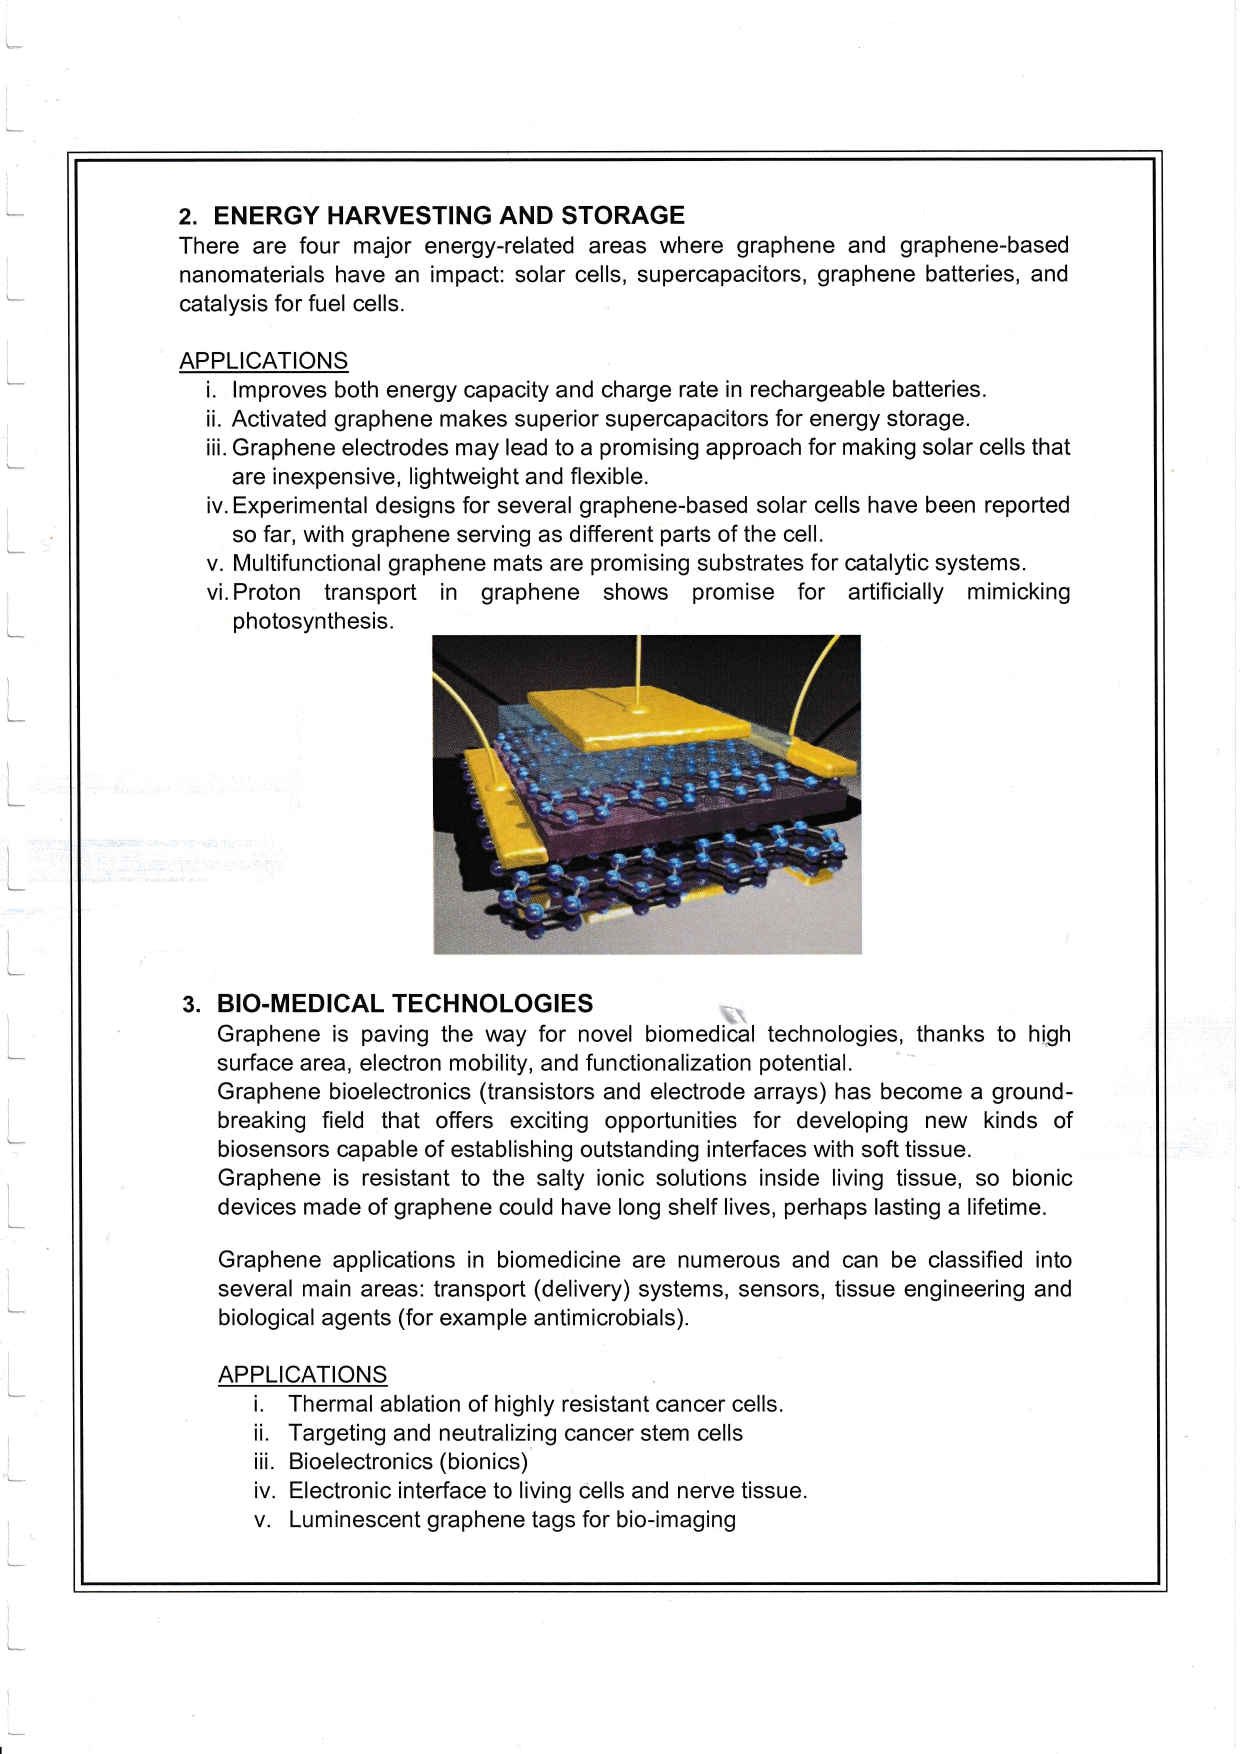 2. ENERGY HARVESTING AND STORAGE
There are four major energy-related areas where graphene and graphene-based
nanomaterials have an impact: solar cells, supercapacitors, graphene batteries, and
catalysis for fuel cells.
APPLICATIONS
i. Improves both energy capacity and charge rate in rechargeable batteries.
ii. Activated graphene makes superior supercapacitors for energy storage.
iii. Graphene electrodes may lead to a promising approach for making solar cells that
are inexpensive, lightweight and flexible.
iv. Experimental designs for several graphene-based solar cells have been reported
so far, with graphene serving as different parts of the cell.
v. Multifunctional graphene mats are promising substrates for catalytic systems.
vi. Proton transport in graphene shows promise for artificially mimicking
photosynthesis.
3. BIO-MEDICAL TECHNOLOGIES
Graphene is paving the way for novel biomedical technologies, thanks to high
surface area, electron mobility, and functionalization potential.
Graphene bioelectronics (transistors and electrode arrays) has become a ground-
breaking field that offers exciting opportunities for developing new kinds of
biosensors capable of establishing outstanding interfaces with soft tissue.
Graphene is resistant to the salty ionic solutions inside living tissue, so bionic
devices made of graphene could have long shelf lives, perhaps lasting a lifetime.
Graphene applications in biomedicine are numerous and can be classified into
several main areas: transport (delivery) systems, sensors, tissue engineering and
biological agents (for example antimicrobials).
APPLICATIONS
i. Thermal ablation of highly resistant cancer cells.
ii. Targeting and neutralizing cancer stem cells
iii. Bioelectronics (bionics)
iv. Electronic interface to living cells and nerve tissue.
v. Luminescent graphene tags for bio-imaging